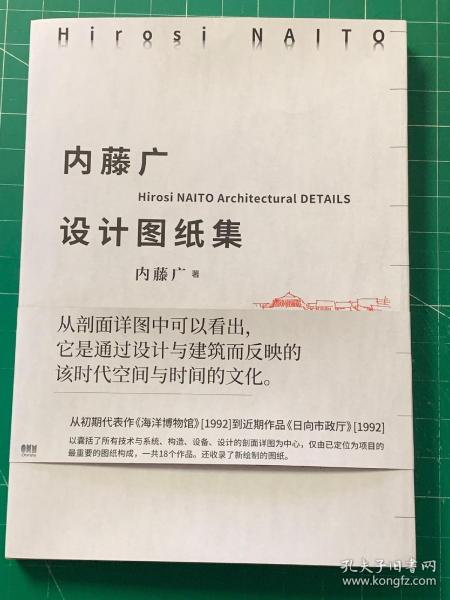 Hirosi NAITO
内藤广
Hirosi NAITO Architectural DETAILS
设计图纸集
内藤广 著
从剖面详图中可以看出，
它是通过设计与建筑而反映的
该时代空间与时间的文化。
从初期代表作《海洋博物馆》[1992]到近期作品《日向市政厅》[1992]
以囊括了所有技术与系统、构造、设备、设计的剖面详图为中心，仅由已定位为项目的
最重要的图纸构成，一共18个作品。还收录了新绘制的图纸。
孔夫子旧书网
www.kongfz.com